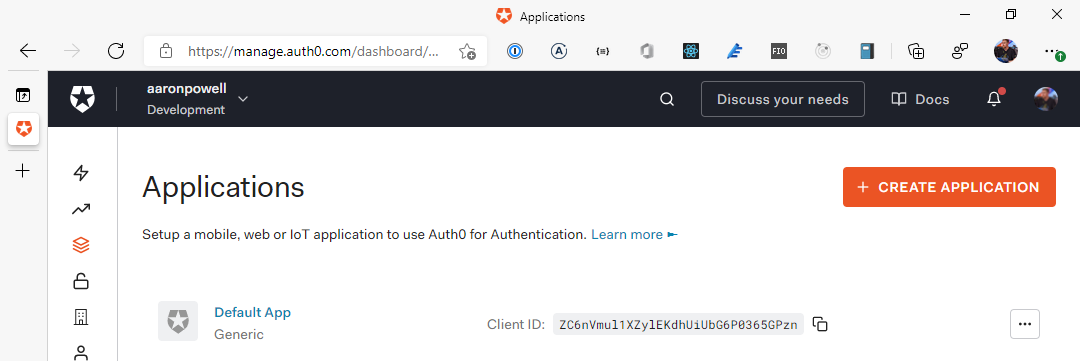 Applications
https://manage.auth0.com/dashboard/...
FIO
aaronpowell
Development
Discuss your needs
Docs
Applications
+ CREATE APPLICATION
Setup a mobile, web or IoT application to use Auth0 for Authentication. Learn more
Default App
Generic
Client ID: ZC6nVmul1XZylEKdhUiUbG6P0365GPzn